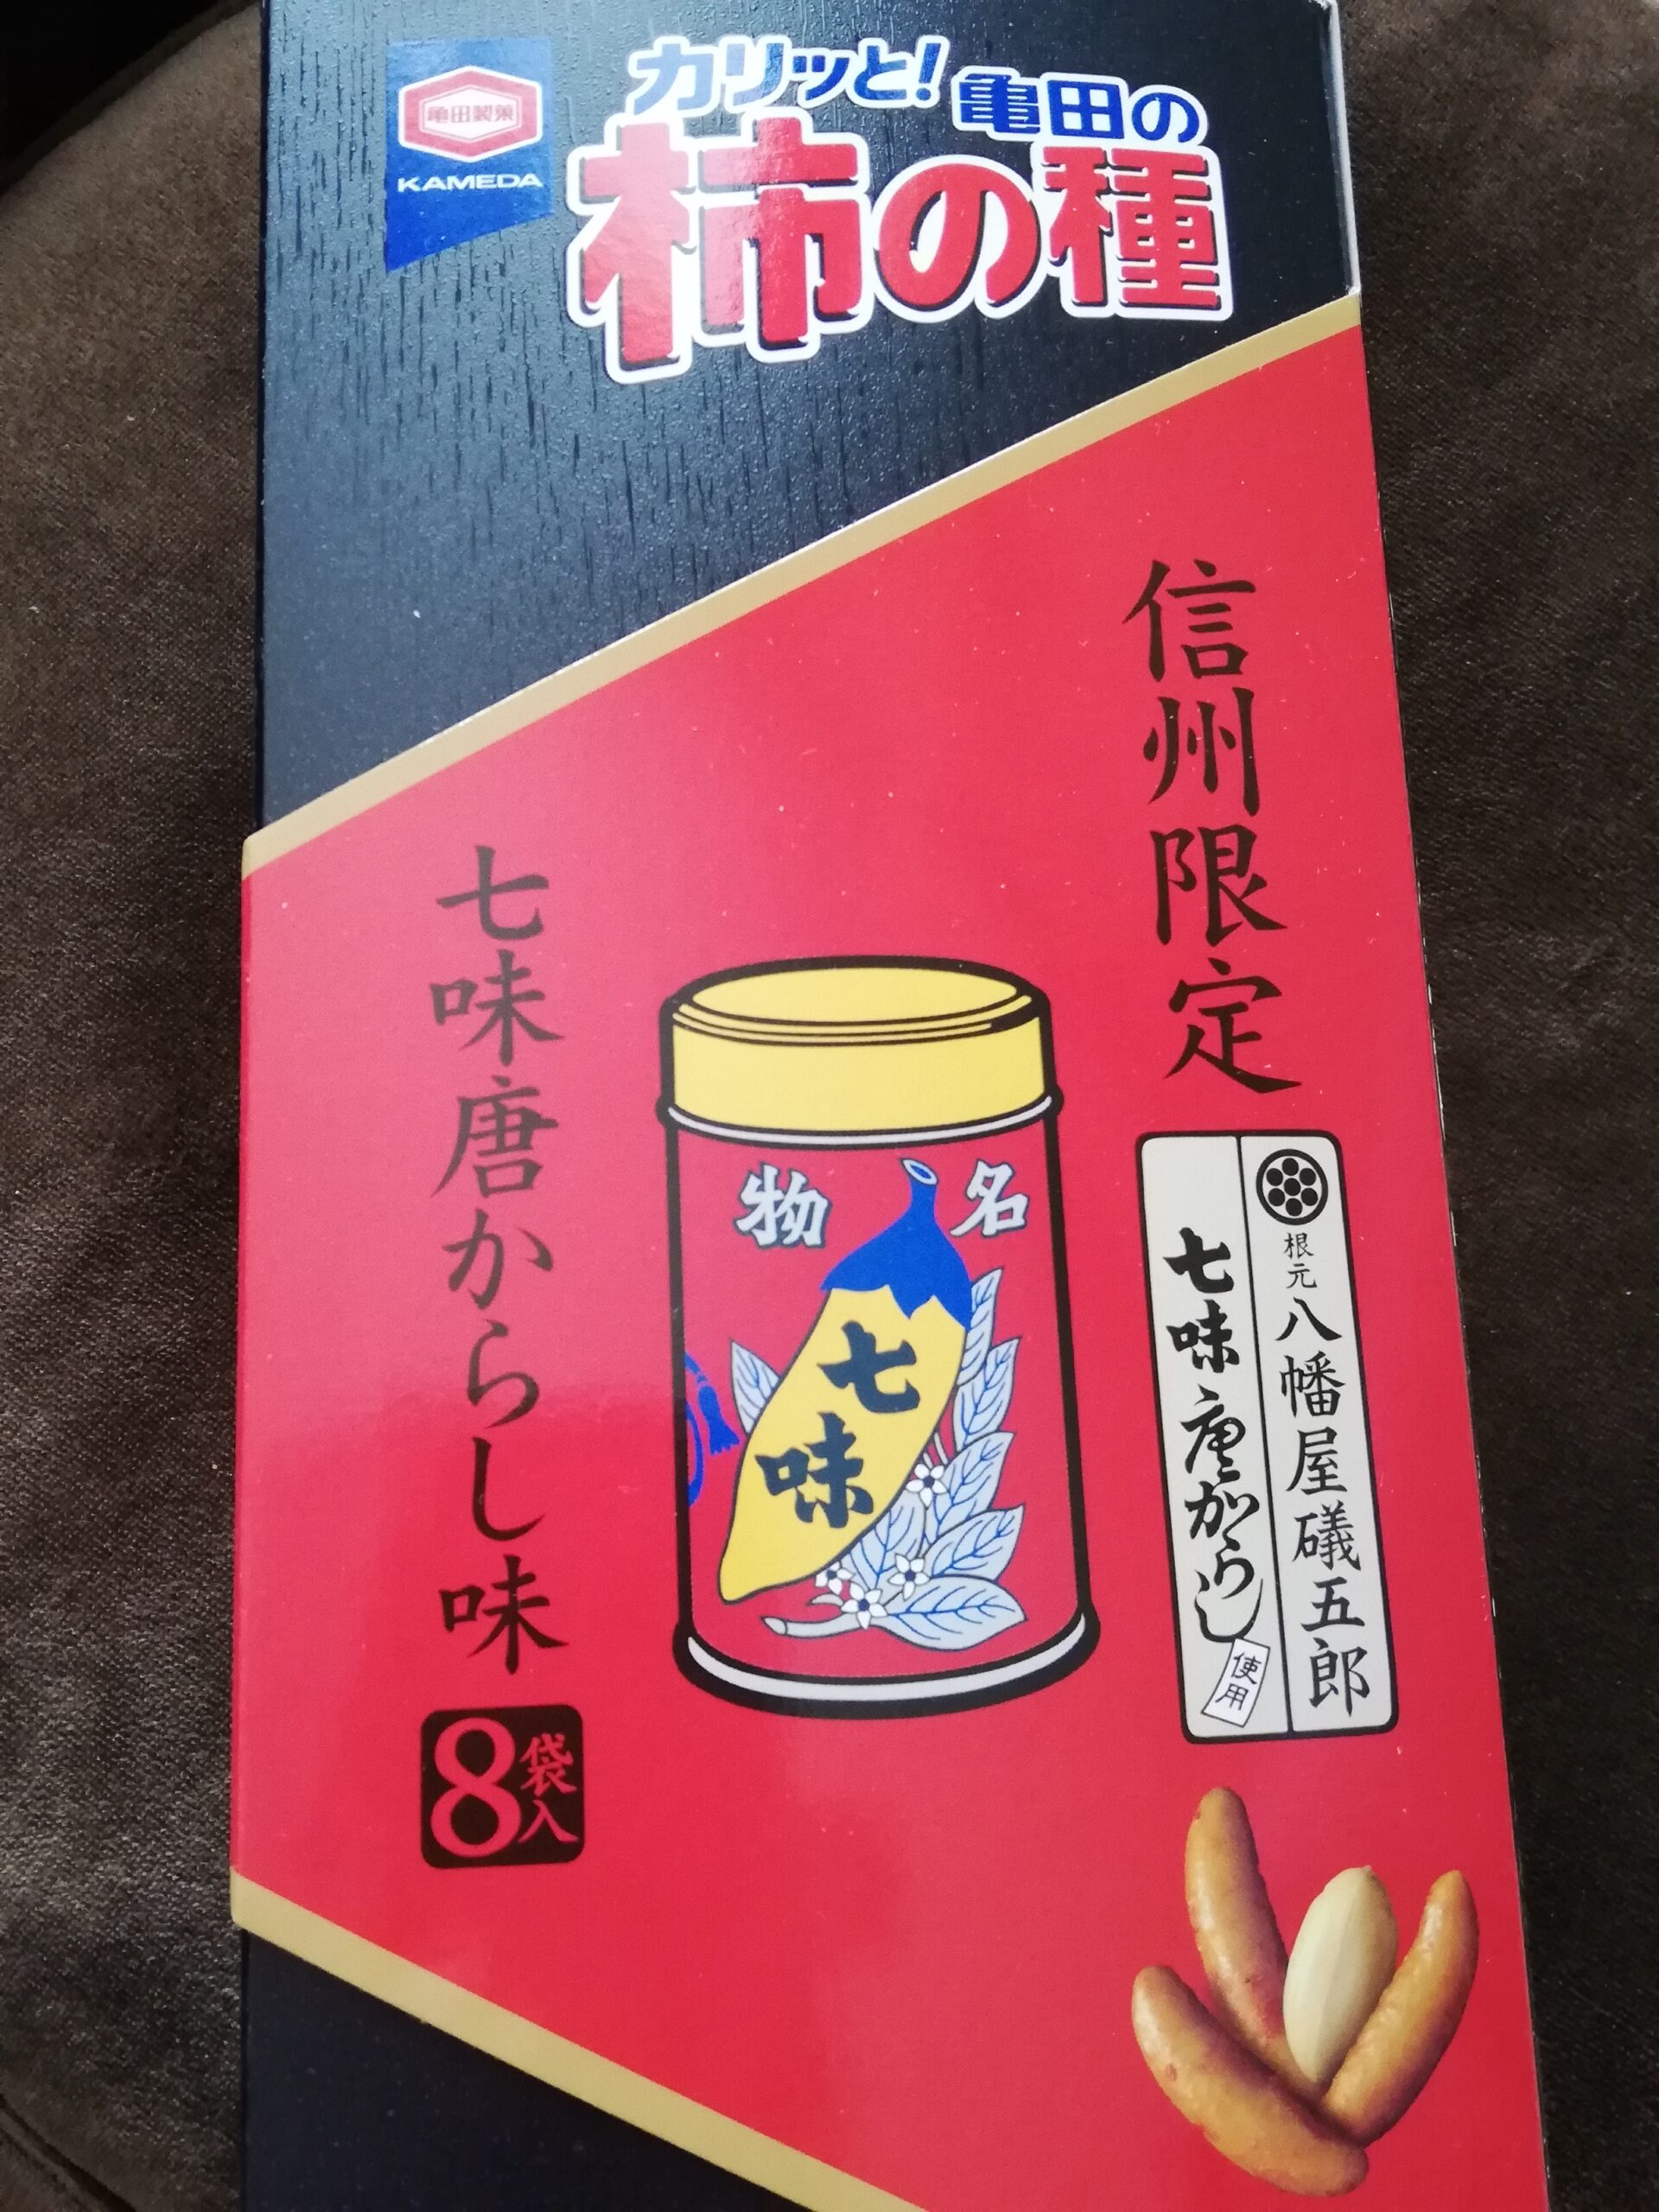 亀田製菓
KAMEDA
カリッと!亀田の
柿の種
信州限定
根元 八幡屋礒五郎
七味唐がらし
使用
名物
七味
七味唐からし味
8袋入